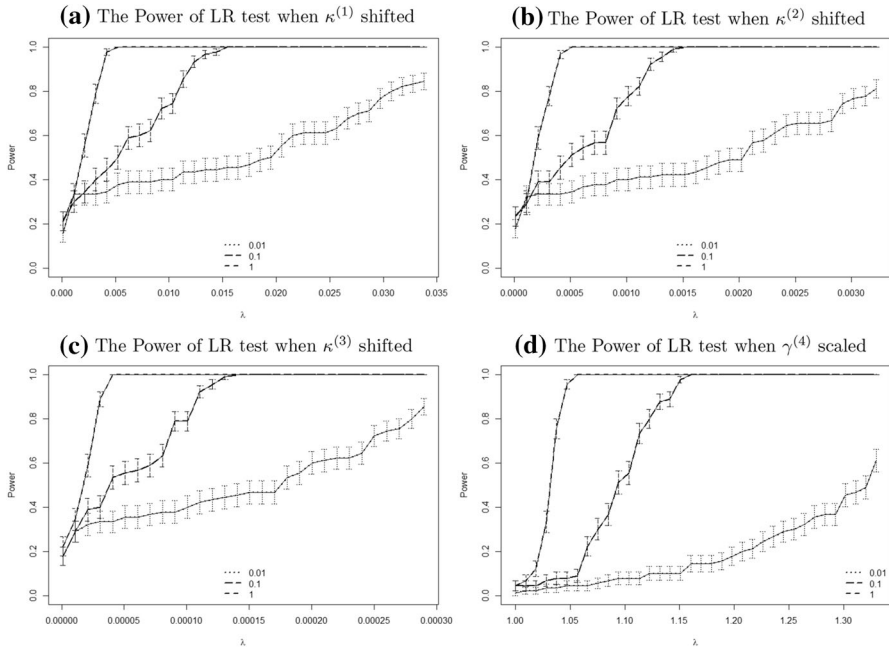 (a) The Power of LR test when κ⁽¹⁾ shifted
Power
0.0 0.2 0.4 0.6 0.8 1.0
0.01
0.1
1
0.000 0.005 0.010 0.015 0.020 0.025 0.030 0.035
λ
(b) The Power of LR test when κ⁽²⁾ shifted
Power
0.0 0.2 0.4 0.6 0.8 1.0
0.01
0.1
1
0.0000 0.0005 0.0010 0.0015 0.0020 0.0025 0.0030
λ
(c) The Power of LR test when κ⁽³⁾ shifted
Power
0.0 0.2 0.4 0.6 0.8 1.0
0.01
0.1
1
0.00000 0.00005 0.00010 0.00015 0.00020 0.00025 0.00030
λ
(d) The Power of LR test when γ⁽⁴⁾ scaled
Power
0.0 0.2 0.4 0.6 0.8 1.0
0.01
0.1
1
1.00 1.05 1.10 1.15 1.20 1.25 1.30
λ